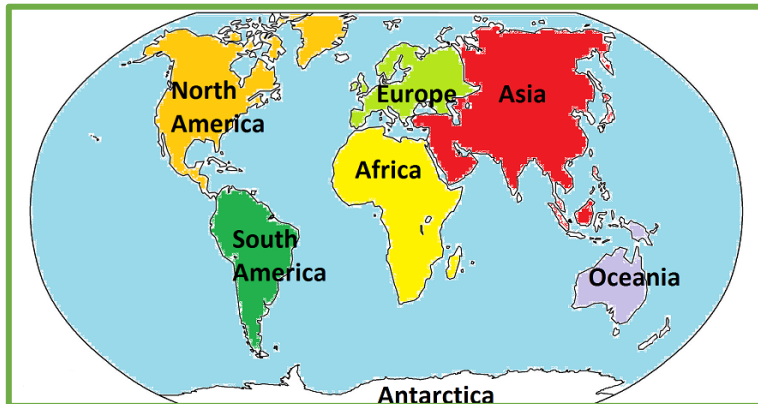 North
America
Europe
Asia
Africa
South
America
Oceania
Antarctica